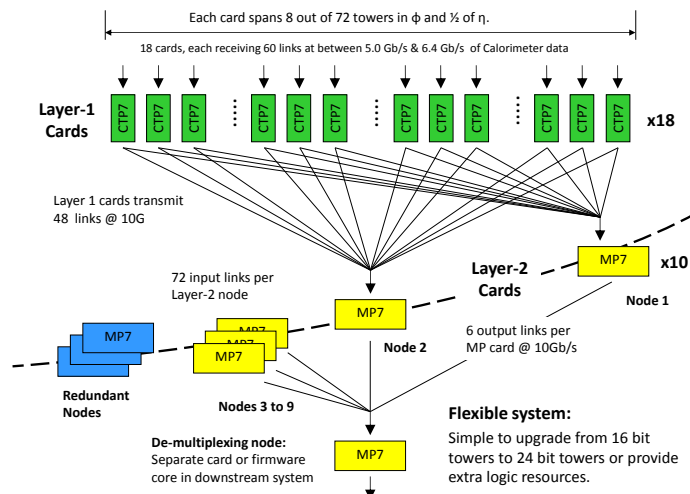 Each card spans 8 out of 72 towers in ϕ and ½ of η.
18 cards, each receiving 60 links at between 5.0 Gb/s & 6.4 Gb/s of Calorimeter data
Layer-1
Cards
CTP7
CTP7
CTP7
CTP7
CTP7
CTP7
CTP7
CTP7
CTP7
CTP7
CTP7
CTP7
x18
Layer 1 cards transmit
48 links @ 10G
72 input links per
Layer-2 node
Layer-2
Cards
MP7
x10
Node 1
MP7
Node 2
6 output links per
MP card @ 10Gb/s
MP7
MP7
MP7
Redundant
Nodes
Nodes 3 to 9
De-multiplexing node:
Separate card or firmware
core in downstream system
MP7
Flexible system:
Simple to upgrade from 16 bit
towers to 24 bit towers or provide
extra logic resources.